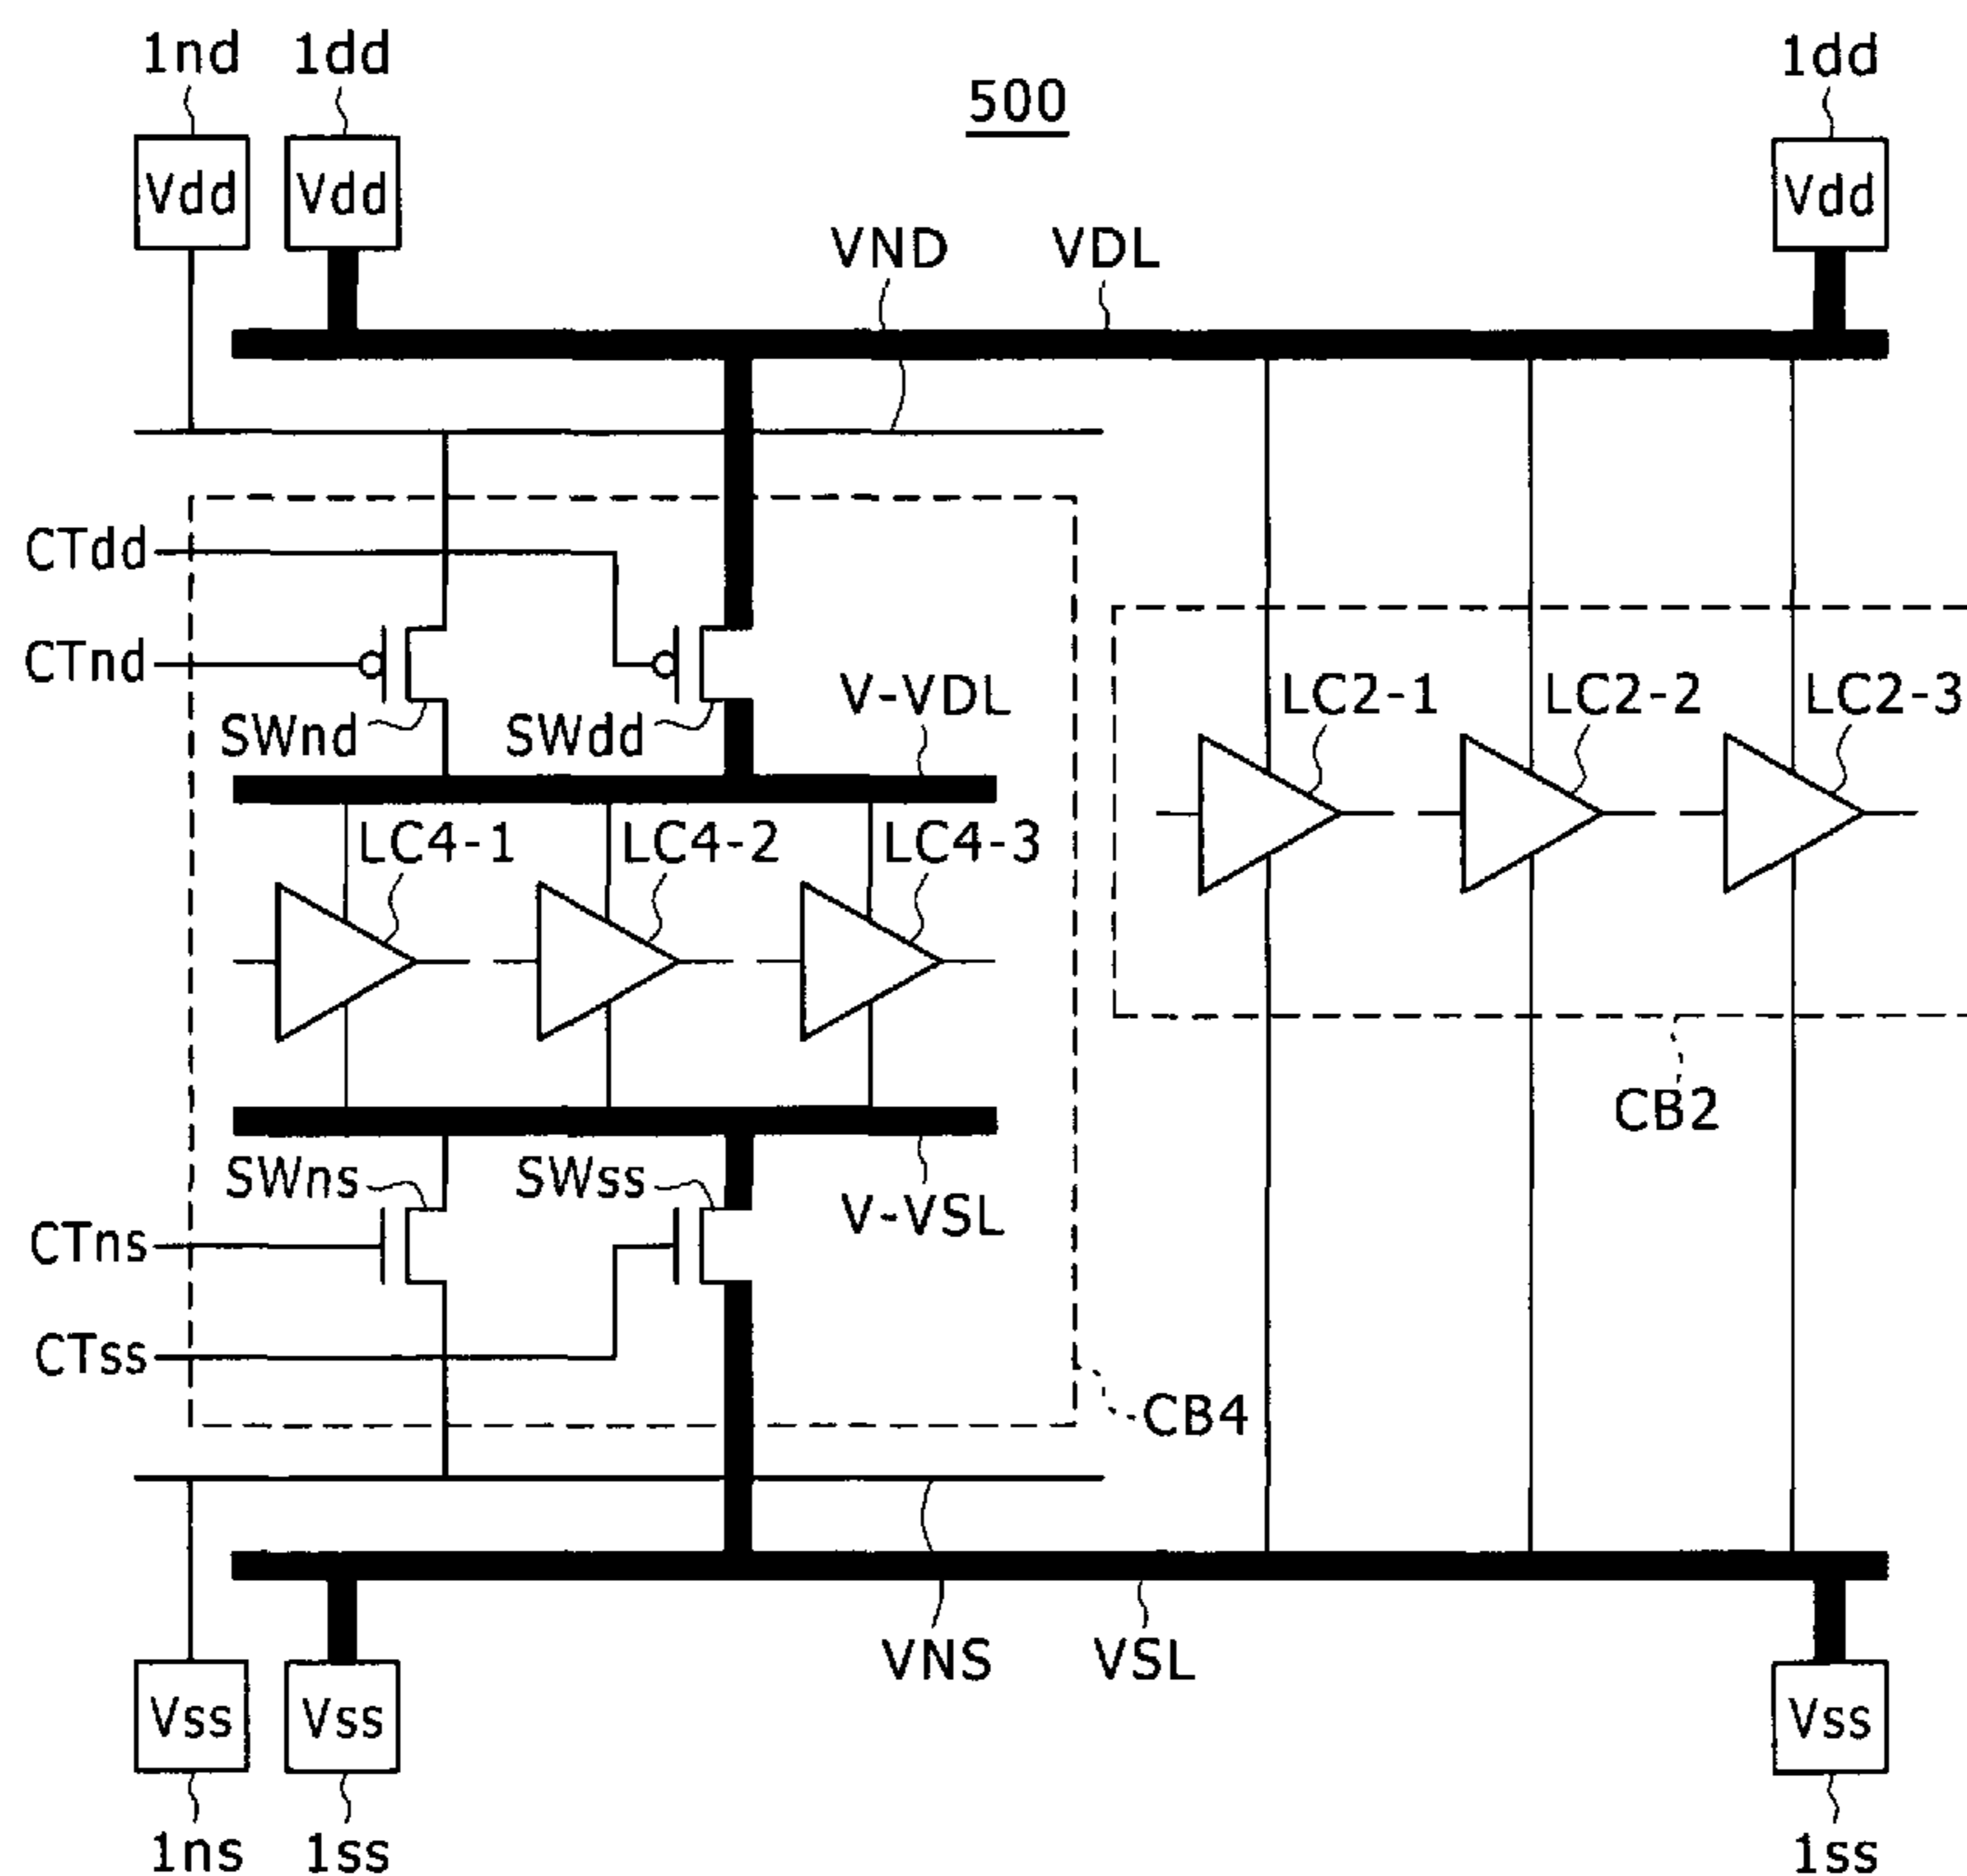 1nd 1dd 1dd
500
Vdd Vdd Vdd
VND VDL
CTdd
CTnd
SWnd SWdd V-VDL LC2-1 LC2-2 LC2-3
LC4-1 LC4-2 LC4-3
CB2
SWns SWss V-VSL
CTns
CTss
CB4
VNS VSL
Vss Vss Vss
1ns 1ss 1ss